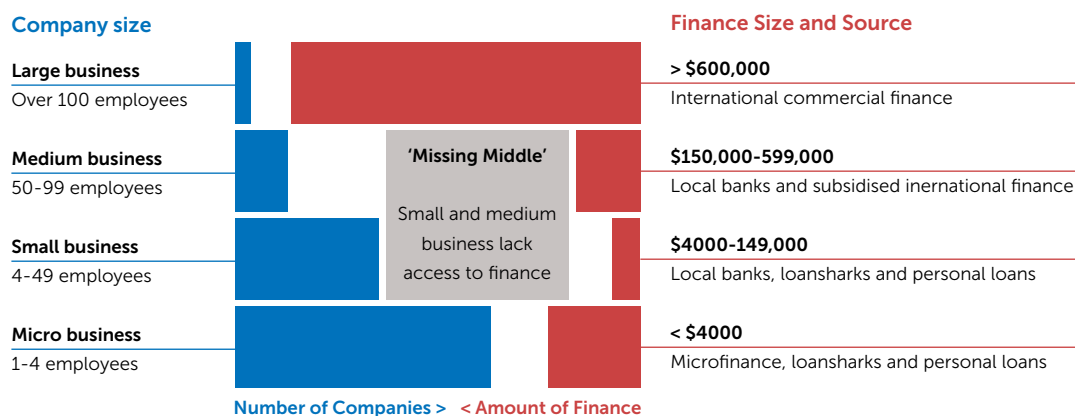 Company size
Finance Size and Source
Large business
Over 100 employees
> $600,000
International commercial finance
Medium business
50-99 employees
'Missing Middle'
Small and medium
business lack
access to finance
$150,000-599,000
Local banks and subsidised inernational finance
Small business
4-49 employees
$4000-149,000
Local banks, loansharks and personal loans
Micro business
1-4 employees
< $4000
Microfinance, loansharks and personal loans
Number of Companies > < Amount of Finance